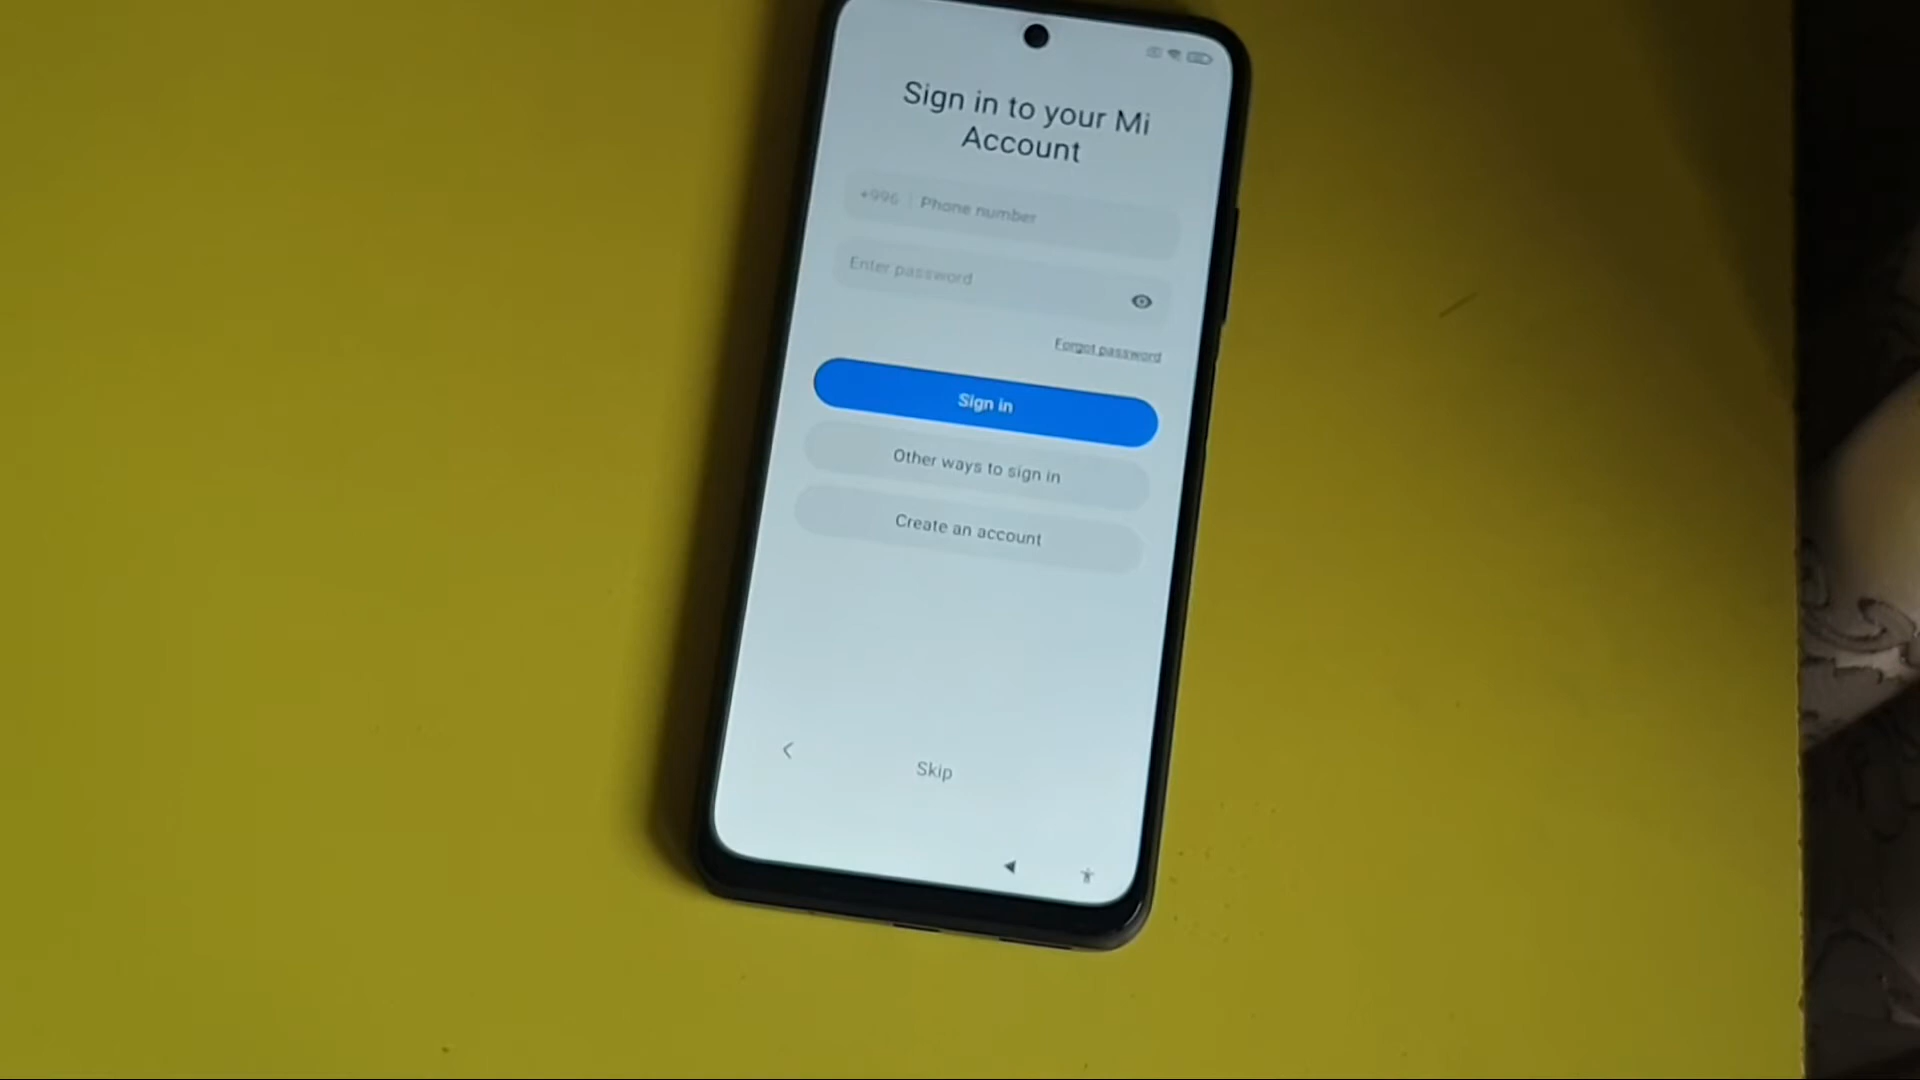 Sign in to your Mi
Account
+996 | Phone number
Enter password
Forgot password
Sign in
Other ways to sign in
Create an account
Skip